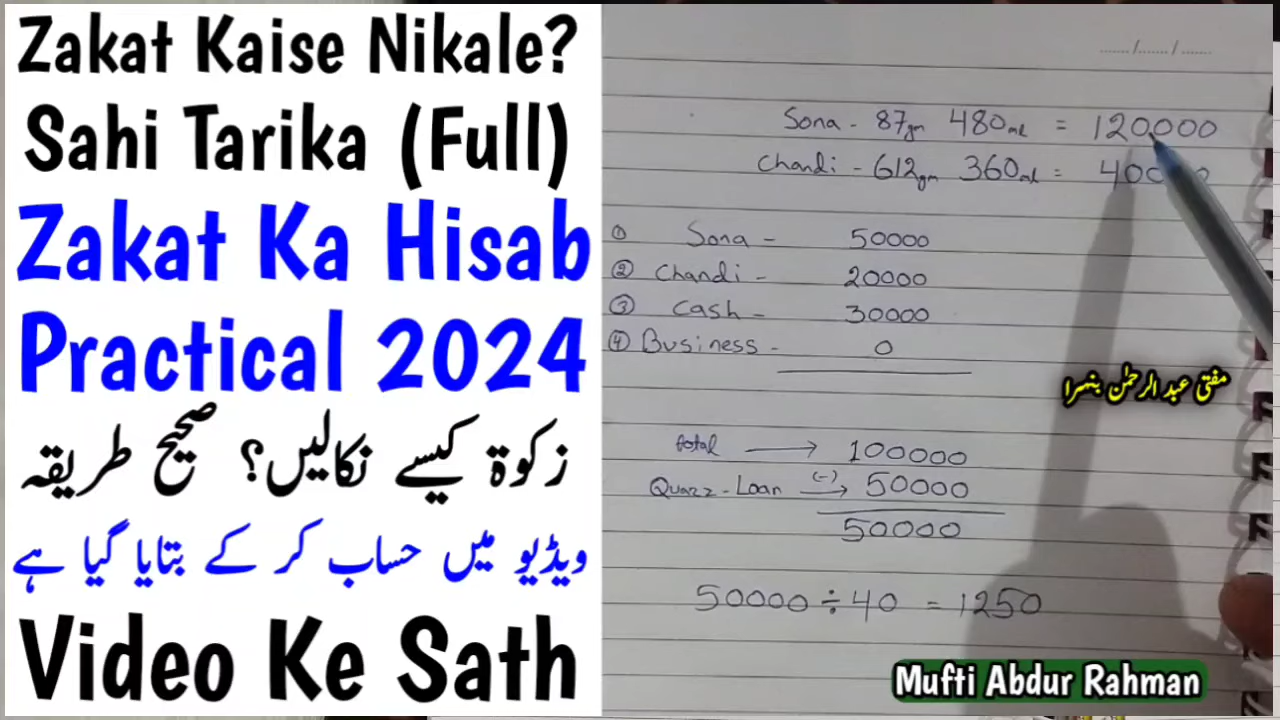 Zakat Kaise Nikale?
Sahi Tarika (Full)
Zakat Ka Hisab
Practical 2024
زکوۃ کیسے نکالیں؟ صحیح طریقہ
ویڈیو میں حساب کر کے بتایا گیا ہے
Video Ke Sath
....../....../......
Sona - 87gm 480ml = 120000
Chandi - 612gm 360ml =
① Sona - 50000
② Chandi - 20000
③ Cash - 30000
④ Business - 0
total → 100000
Quarz-Loan (-) → 50000
50000
50000 ÷ 40 = 1250
مفتی عبد الرحمٰن بنسرا
Mufti Abdur Rahman